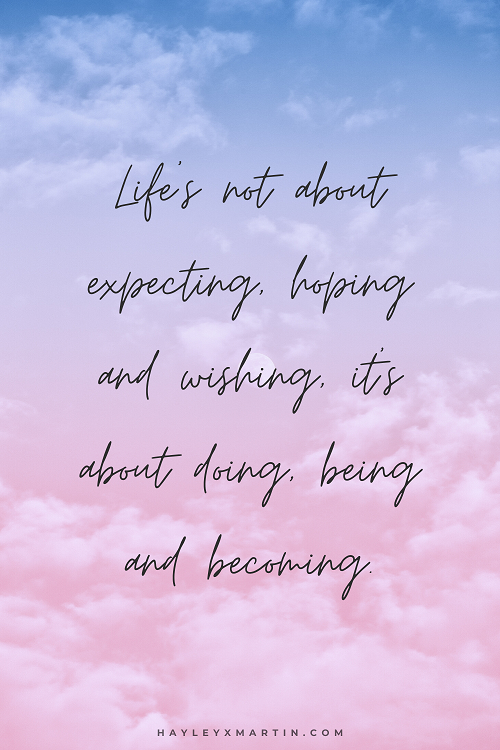 Life's not about
expecting, hoping
and wishing, it's
about doing, being
and becoming.
HAYLEYXMARTIN.COM